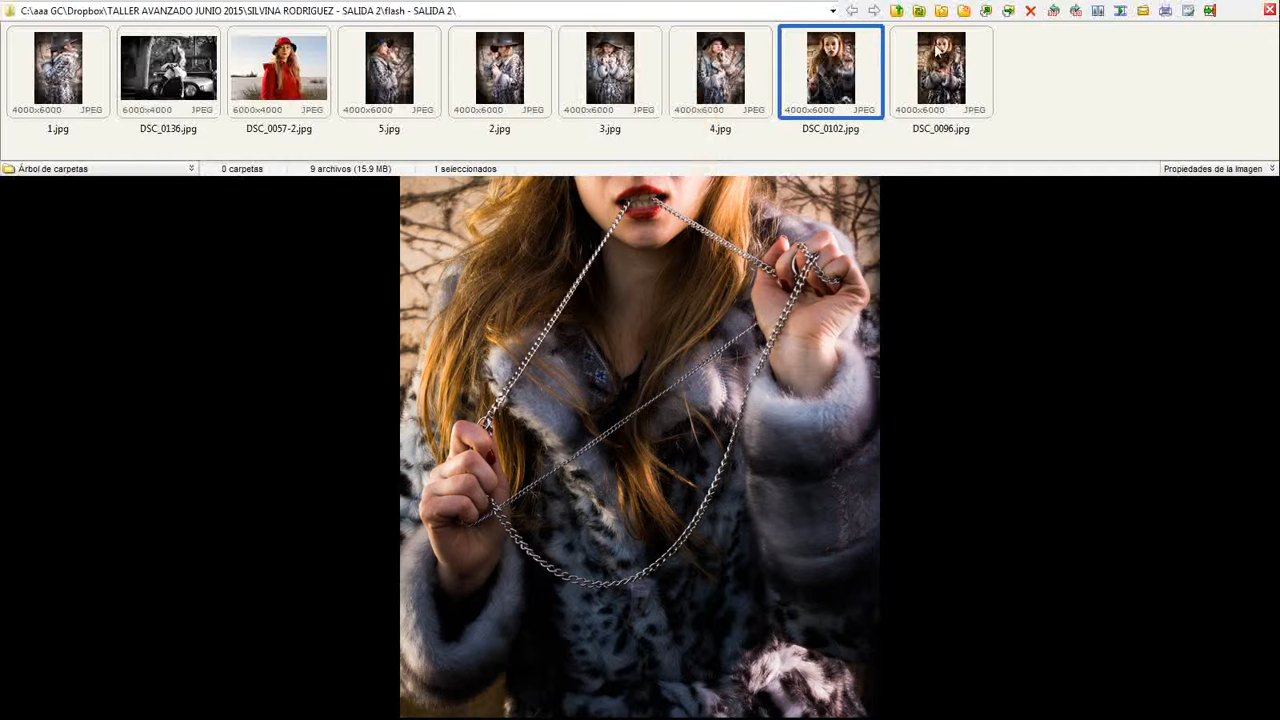 C:\aaa GC\Dropbox\TALLER AVANZADO JUNIO 2015\SILVINA RODRIGUEZ - SALIDA 2\flash - SALIDA 2\
4000x6000 JPEG
6000x4000 JPEG
6000x4000 JPEG
4000x6000 JPEG
4000x6000 JPEG
4000x6000 JPEG
4000x6000 JPEG
4000x6000 JPEG
4000x6000 JPEG
1.jpg
DSC_0136.jpg
DSC_0057-2.jpg
5.jpg
2.jpg
3.jpg
4.jpg
DSC_0102.jpg
DSC_0096.jpg
Árbol de carpetas
0 carpetas
9 archivos (15.9 MB)
1 seleccionados
Propiedades de la Imagen